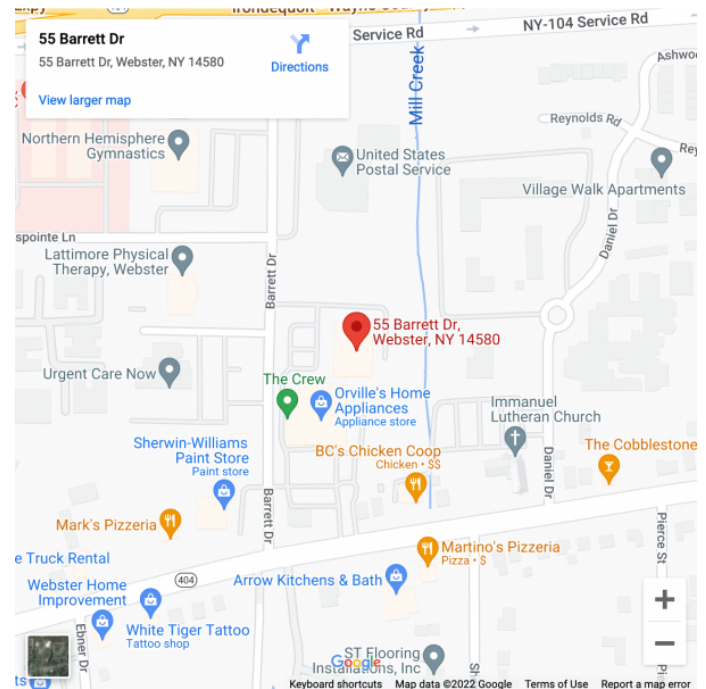 55 Barrett Dr
55 Barrett Dr, Webster, NY 14580
Directions
View larger map
Service Rd
NY-104 Service Rd
Mill Creek
Reynolds Rd
Northern Hemisphere
Gymnastics
United States
Postal Service
Village Walk Apartments
Daniel Dr
spointe Ln
Lattimore Physical
Therapy, Webster
Barrett Dr
55 Barrett Dr,
Webster, NY 14580
Urgent Care Now
The Crew
Orville's Home
Appliances
Appliance store
Immanuel
Lutheran Church
Sherwin-Williams
Paint Store
Paint store
BC's Chicken Coop
Chicken • $$
The Cobblestone
Daniel Dr
Barrett Dr
Mark's Pizzeria
Pierce St
e Truck Rental
404
Martino's Pizzeria
Pizza • $
Webster Home
Improvement
Arrow Kitchens & Bath
White Tiger Tattoo
Tattoo shop
Ebner Dr
ST Flooring
Installations, Inc
Google
Keyboard shortcuts
Map data ©2022 Google
Terms of Use
Report a map error